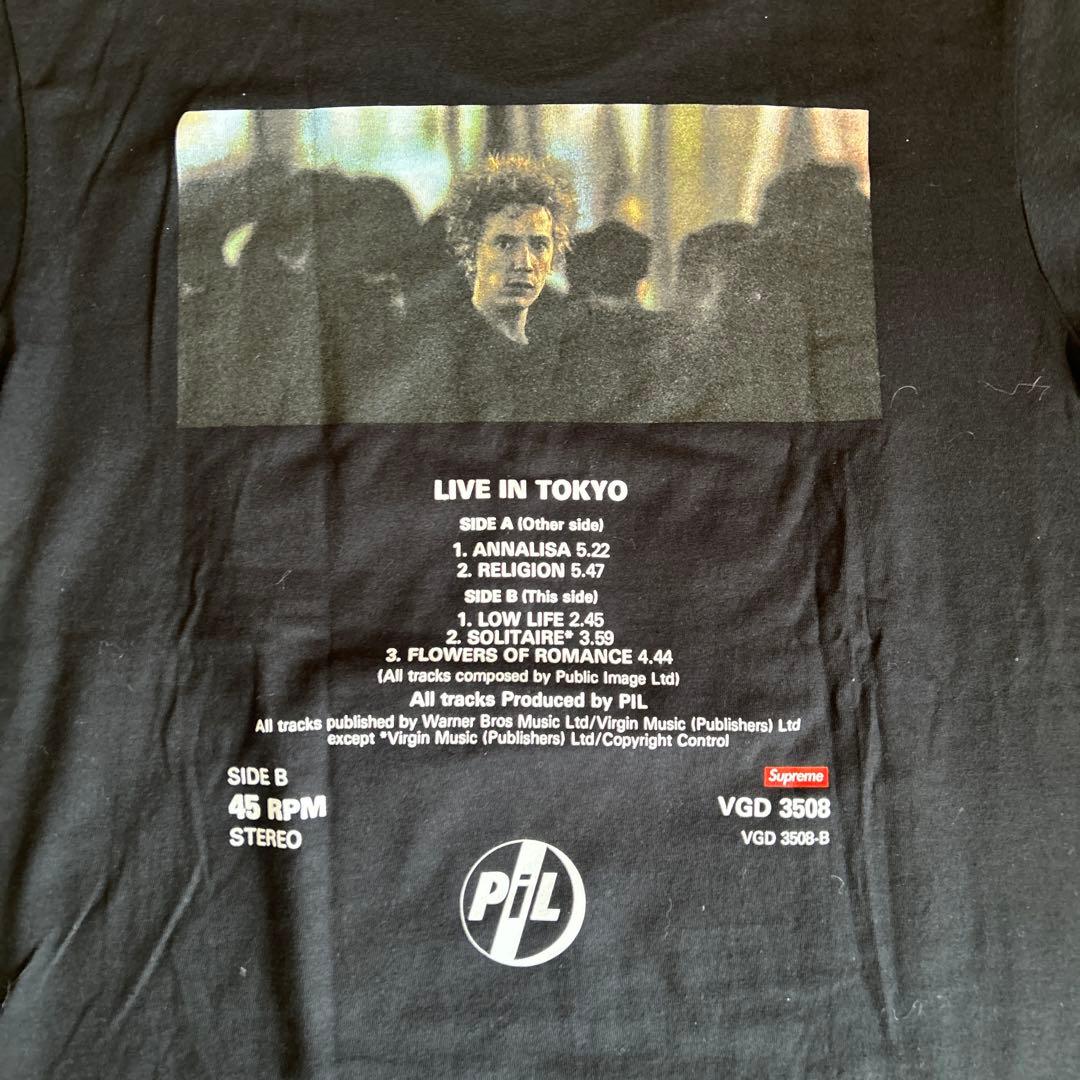 LIVE IN TOKYO
SIDE A (Other side)
1. ANNALISA 5.22
2. RELIGION 5.47
SIDE B (This side)
1. LOW LIFE 2.45
2. SOLITAIRE* 3.59
3. FLOWERS OF ROMANCE 4.44
(All tracks composed by Public Image Ltd)
All tracks Produced by PIL
All tracks published by Warner Bros Music Ltd/Virgin Music (Publishers) Ltd
except *Virgin Music (Publishers) Ltd/Copyright Control
SIDE B
45 RPM
STEREO
Supreme
VGD 3508
VGD 3508-B
PiL